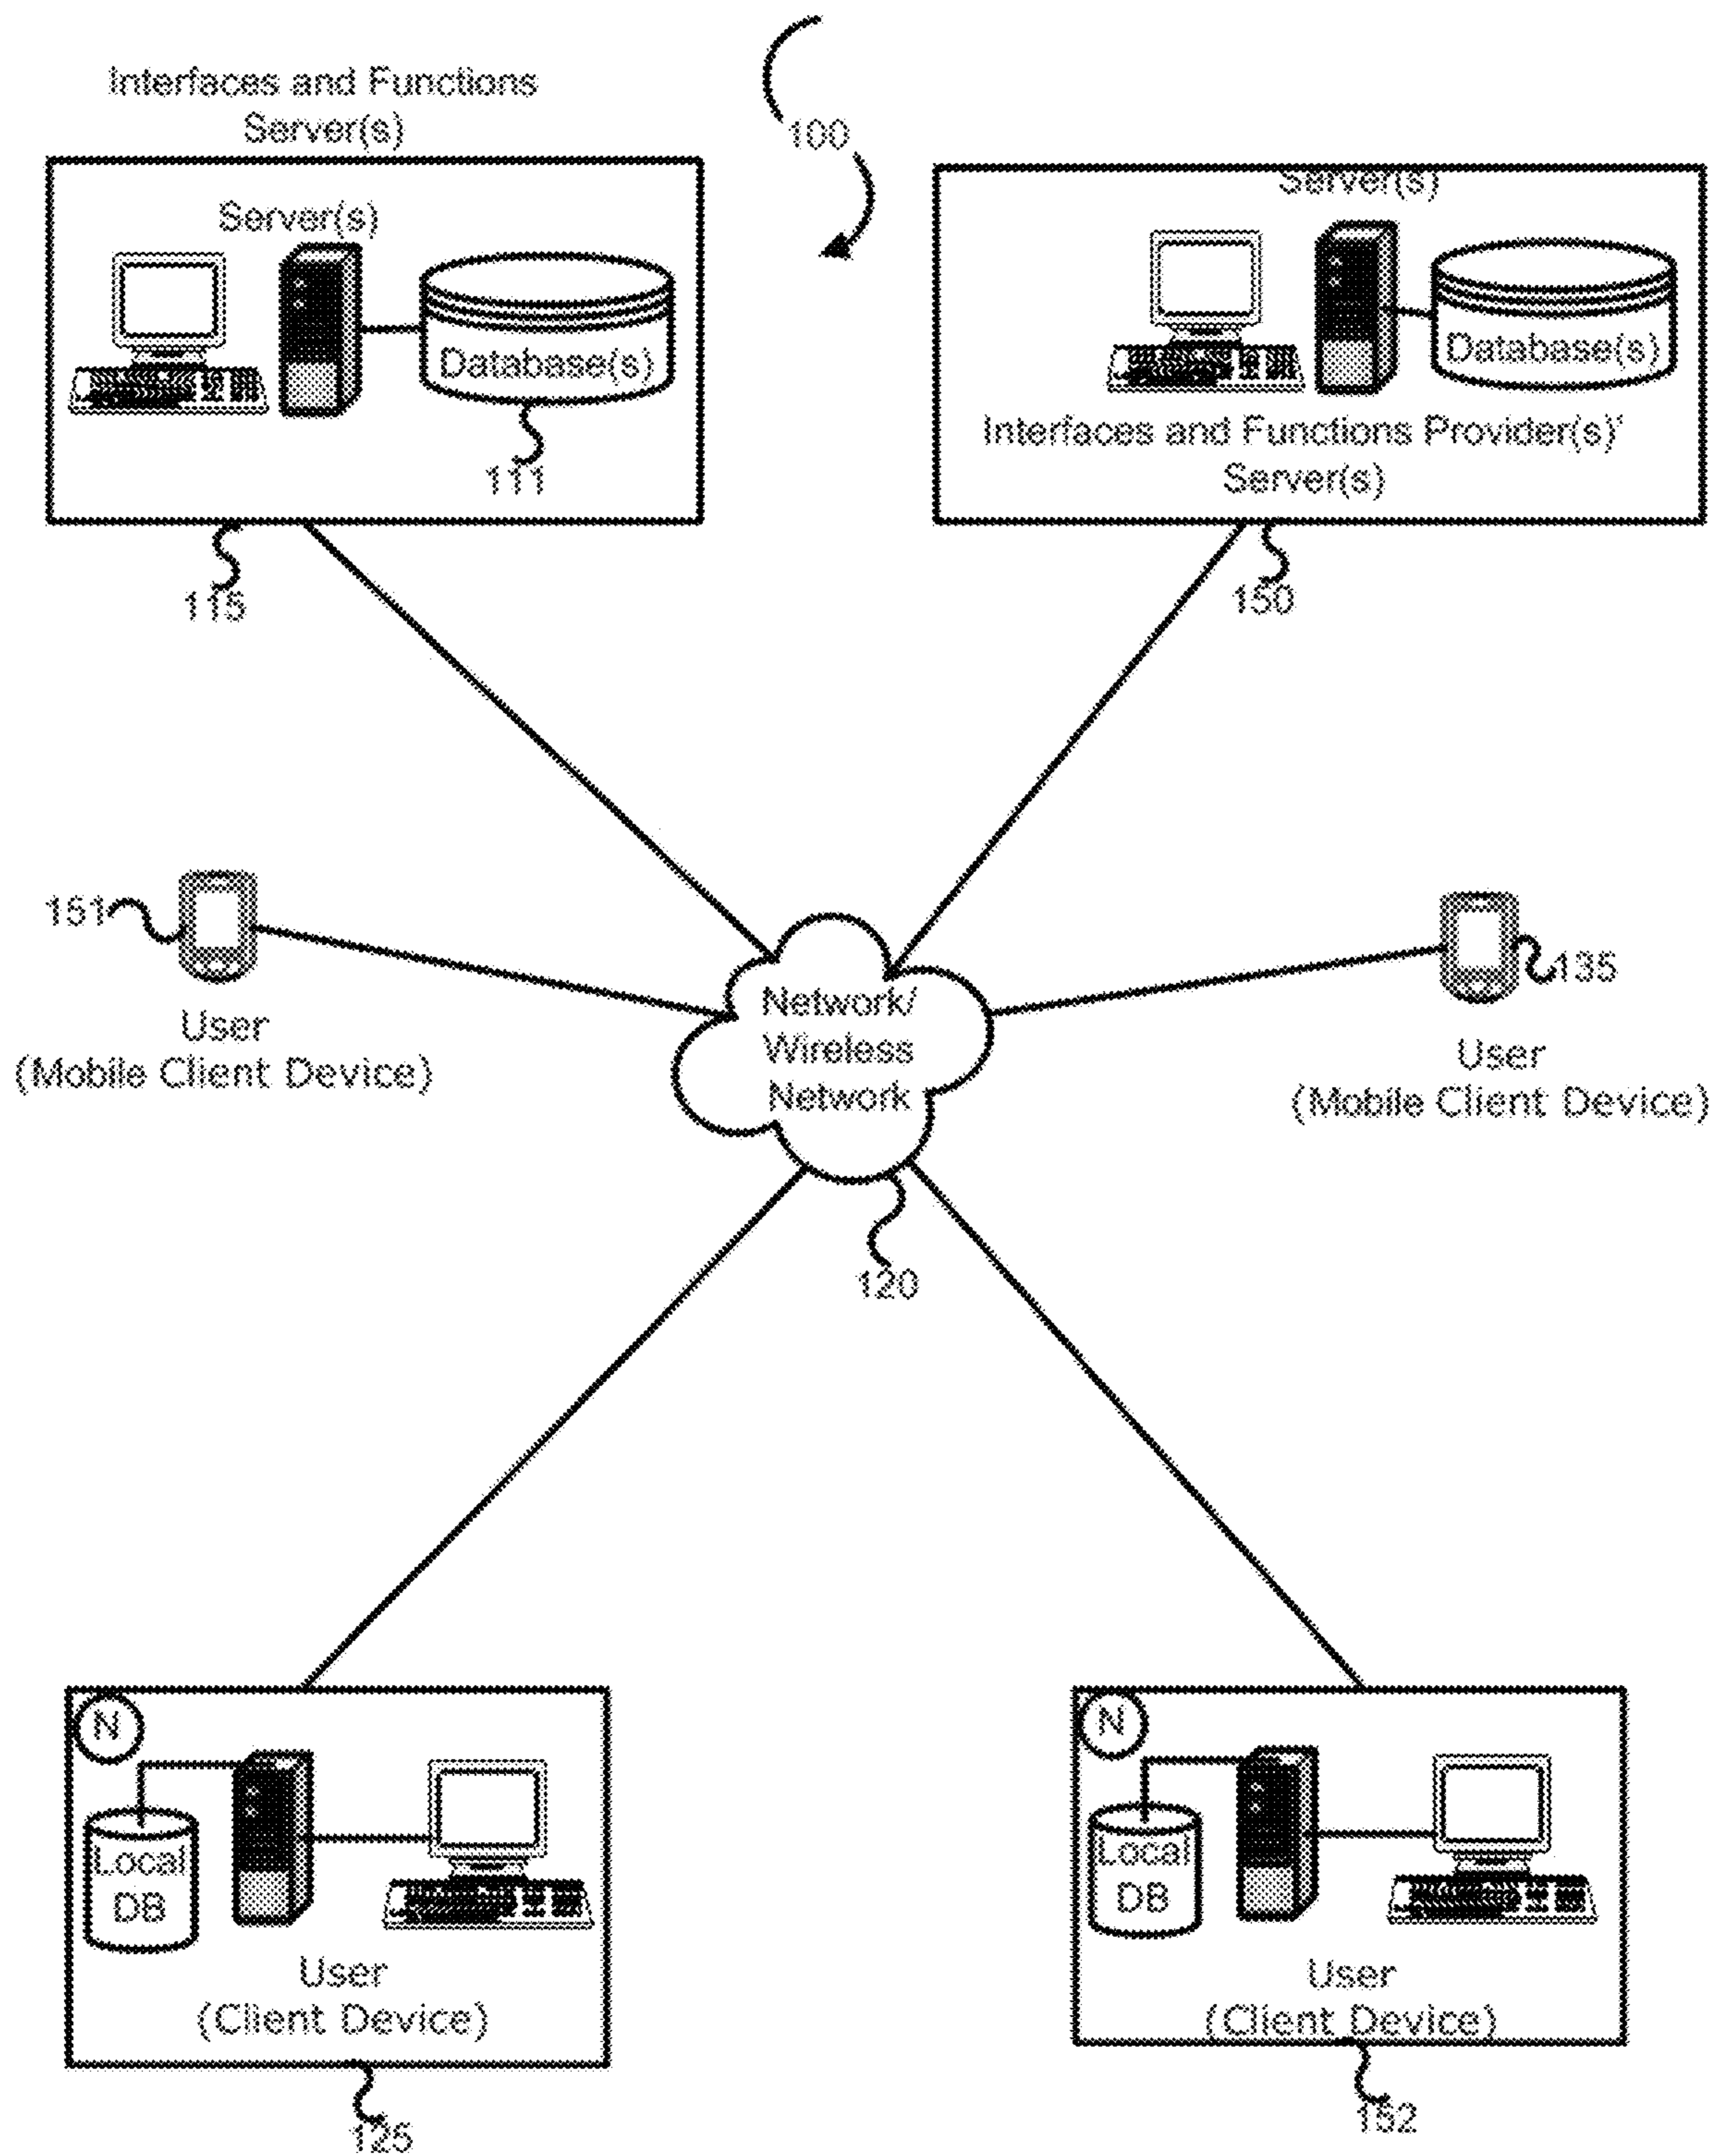 100
Interfaces and Functions
Server(s)
Server(s)
Database(s)
111
115
Server(s)
Database(s)
Interfaces and Functions Provider(s)'
Server(s)
150
151
User
(Mobile Client Device)
Network/
Wireless
Network
120
135
User
(Mobile Client Device)
N
Local
DB
User
(Client Device)
125
N
Local
DB
User
(Client Device)
152